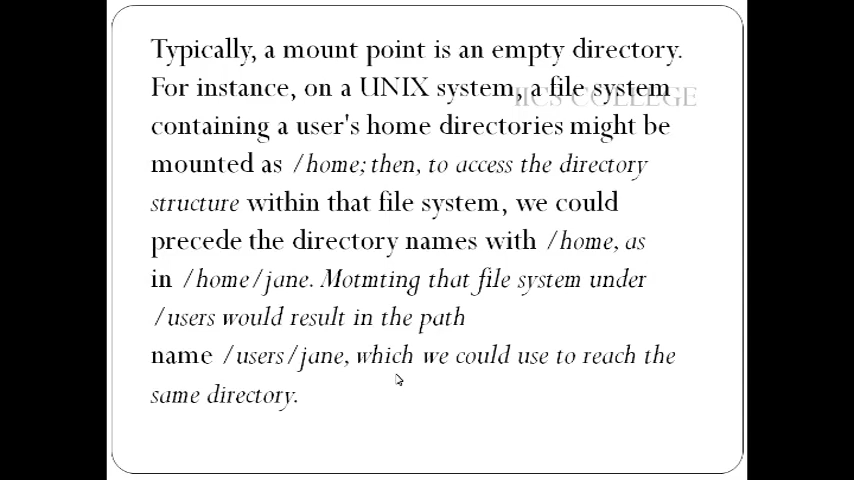 Typically, a mount point is an empty directory.
For instance, on a UNIX system, a file system
IICS COLLEGE
containing a user's home directories might be
mounted as /home; then, to access the directory
structure within that file system, we could
precede the directory names with /home, as
in /home/jane. Motmting that file system under
/users would result in the path
name /users/jane, which we could use to reach the
same directory.